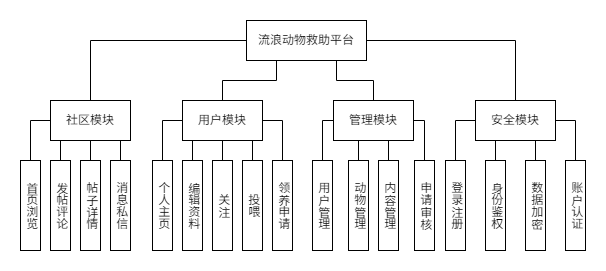 流浪动物救助平台
社区模块
用户模块
管理模块
安全模块
首页浏览
发帖评论
帖子详情
消息私信
个人主页
编辑资料
关注
投喂
领养申请
用户管理
动物管理
内容管理
申请审核
登录注册
身份鉴权
数据加密
账户认证